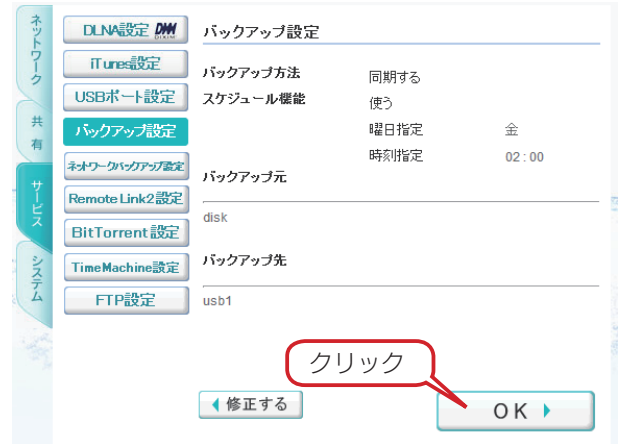 ネットワーク
共有
サービス
システム
DLNA設定
iTunes設定
USBポート設定
バックアップ設定
ネットワークバックアップ設定
Remote Link2設定
BitTorrent設定
TimeMachine設定
FTP設定
バックアップ設定
バックアップ方法 同期する
スケジュール機能 使う
曜日指定 金
時刻指定 02:00
バックアップ元
disk
バックアップ先
usb1
クリック
修正する
OK